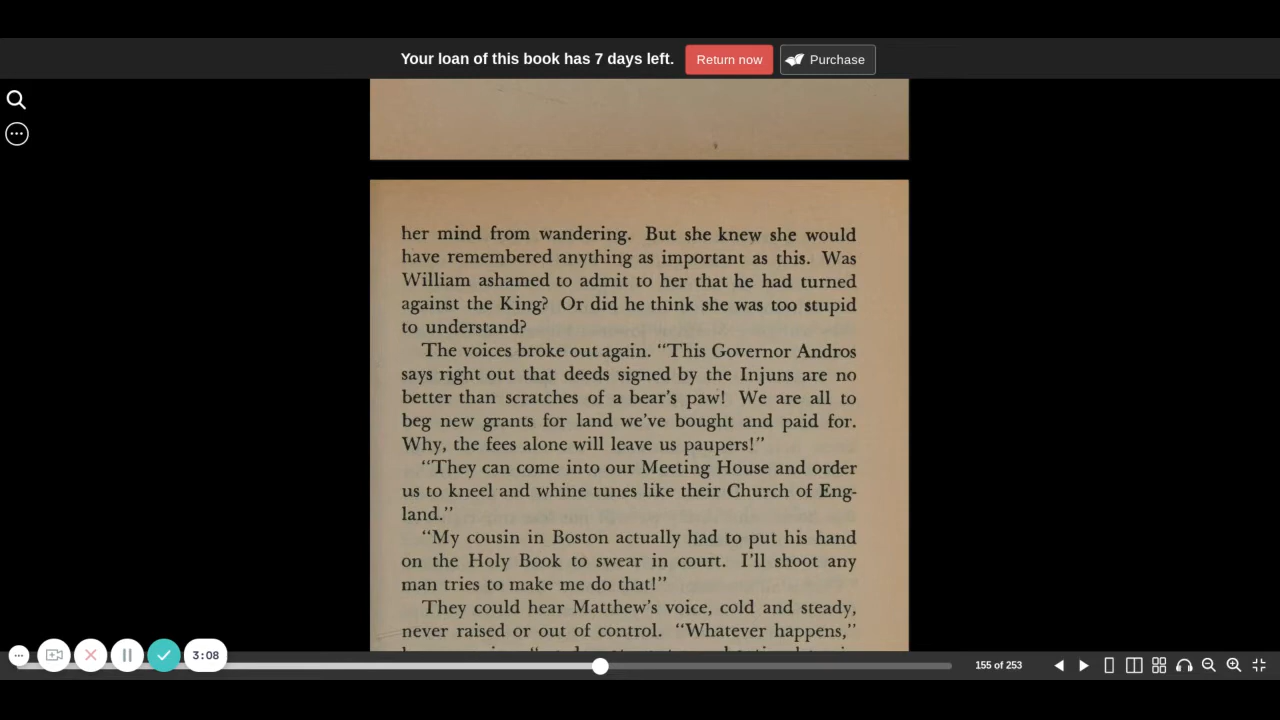 Your loan of this book has 7 days left.
Return now
Purchase
her mind from wandering. But she knew she would
have remembered anything as important as this. Was
William ashamed to admit to her that he had turned
against the King? Or did he think she was too stupid
to understand?
The voices broke out again. “This Governor Andros
says right out that deeds signed by the Injuns are no
better than scratches of a bear’s paw! We are all to
beg new grants for land we’ve bought and paid for.
Why, the fees alone will leave us paupers!”
“They can come into our Meeting House and order
us to kneel and whine tunes like their Church of Eng-
land.”
“My cousin in Boston actually had to put his hand
on the Holy Book to swear in court. I’ll shoot any
man tries to make me do that!”
They could hear Matthew’s voice, cold and steady,
never raised or out of control. “Whatever happens,”
3:08
155 of 253